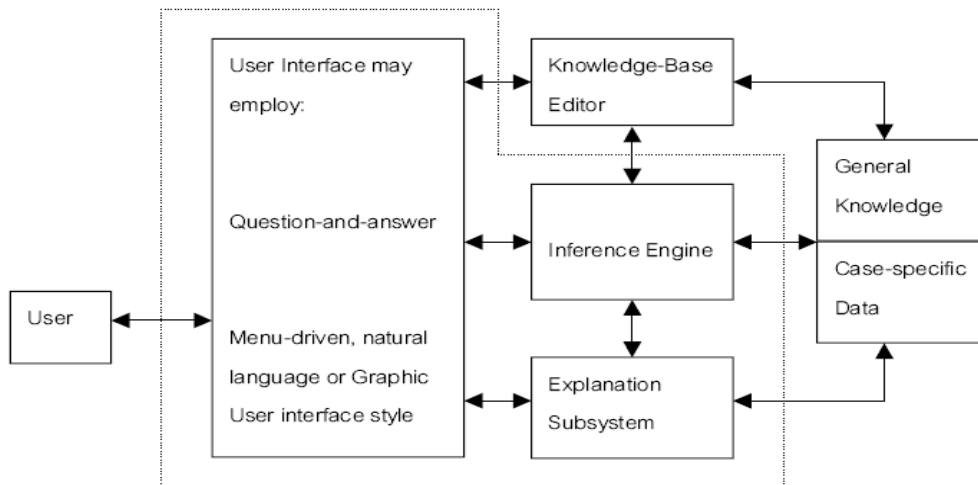 User
User Interface may
employ:
Question-and-answer
Menu-driven, natural
language or Graphic
User interface style
Knowledge-Base
Editor
Inference Engine
Explanation
Subsystem
General
Knowledge
Case-specific
Data